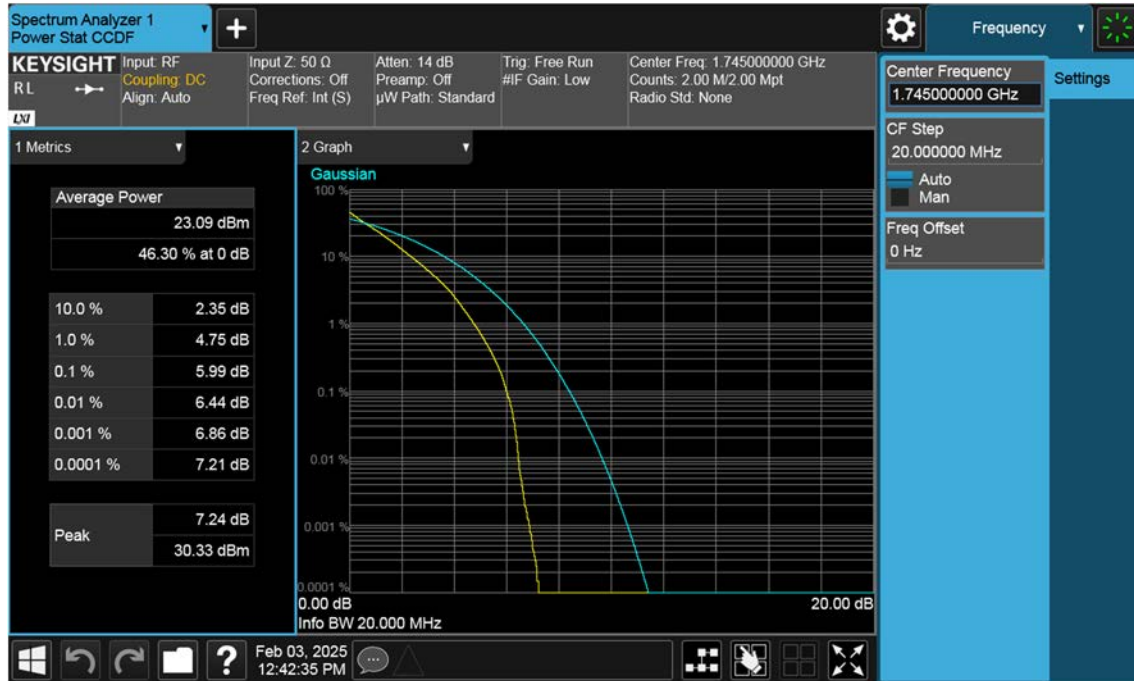 Spectrum Analyzer 1
Power Stat CCDF
Frequency
KEYSIGHT
R L
LXI
Input: RF
Coupling: DC
Align: Auto
Input Z: 50 Ω
Corrections: Off
Freq Ref: Int (S)
Atten: 14 dB
Preamp: Off
µW Path: Standard
Trig: Free Run
#IF Gain: Low
Center Freq: 1.745000000 GHz
Counts: 2.00 M/2.00 Mpt
Radio Std: None
Center Frequency
1.745000000 GHz
Settings
CF Step
20.000000 MHz
Auto
Man
Freq Offset
0 Hz
1 Metrics
Average Power
23.09 dBm
46.30 % at 0 dB
10.0 % 2.35 dB
1.0 % 4.75 dB
0.1 % 5.99 dB
0.01 % 6.44 dB
0.001 % 6.86 dB
0.0001 % 7.21 dB
Peak
7.24 dB
30.33 dBm
2 Graph
Gaussian
100 %
10 %
1 %
0.1 %
0.01 %
0.001 %
0.0001 %
0.00 dB 20.00 dB
Info BW 20.000 MHz
?
Feb 03, 2025
12:42:35 PM